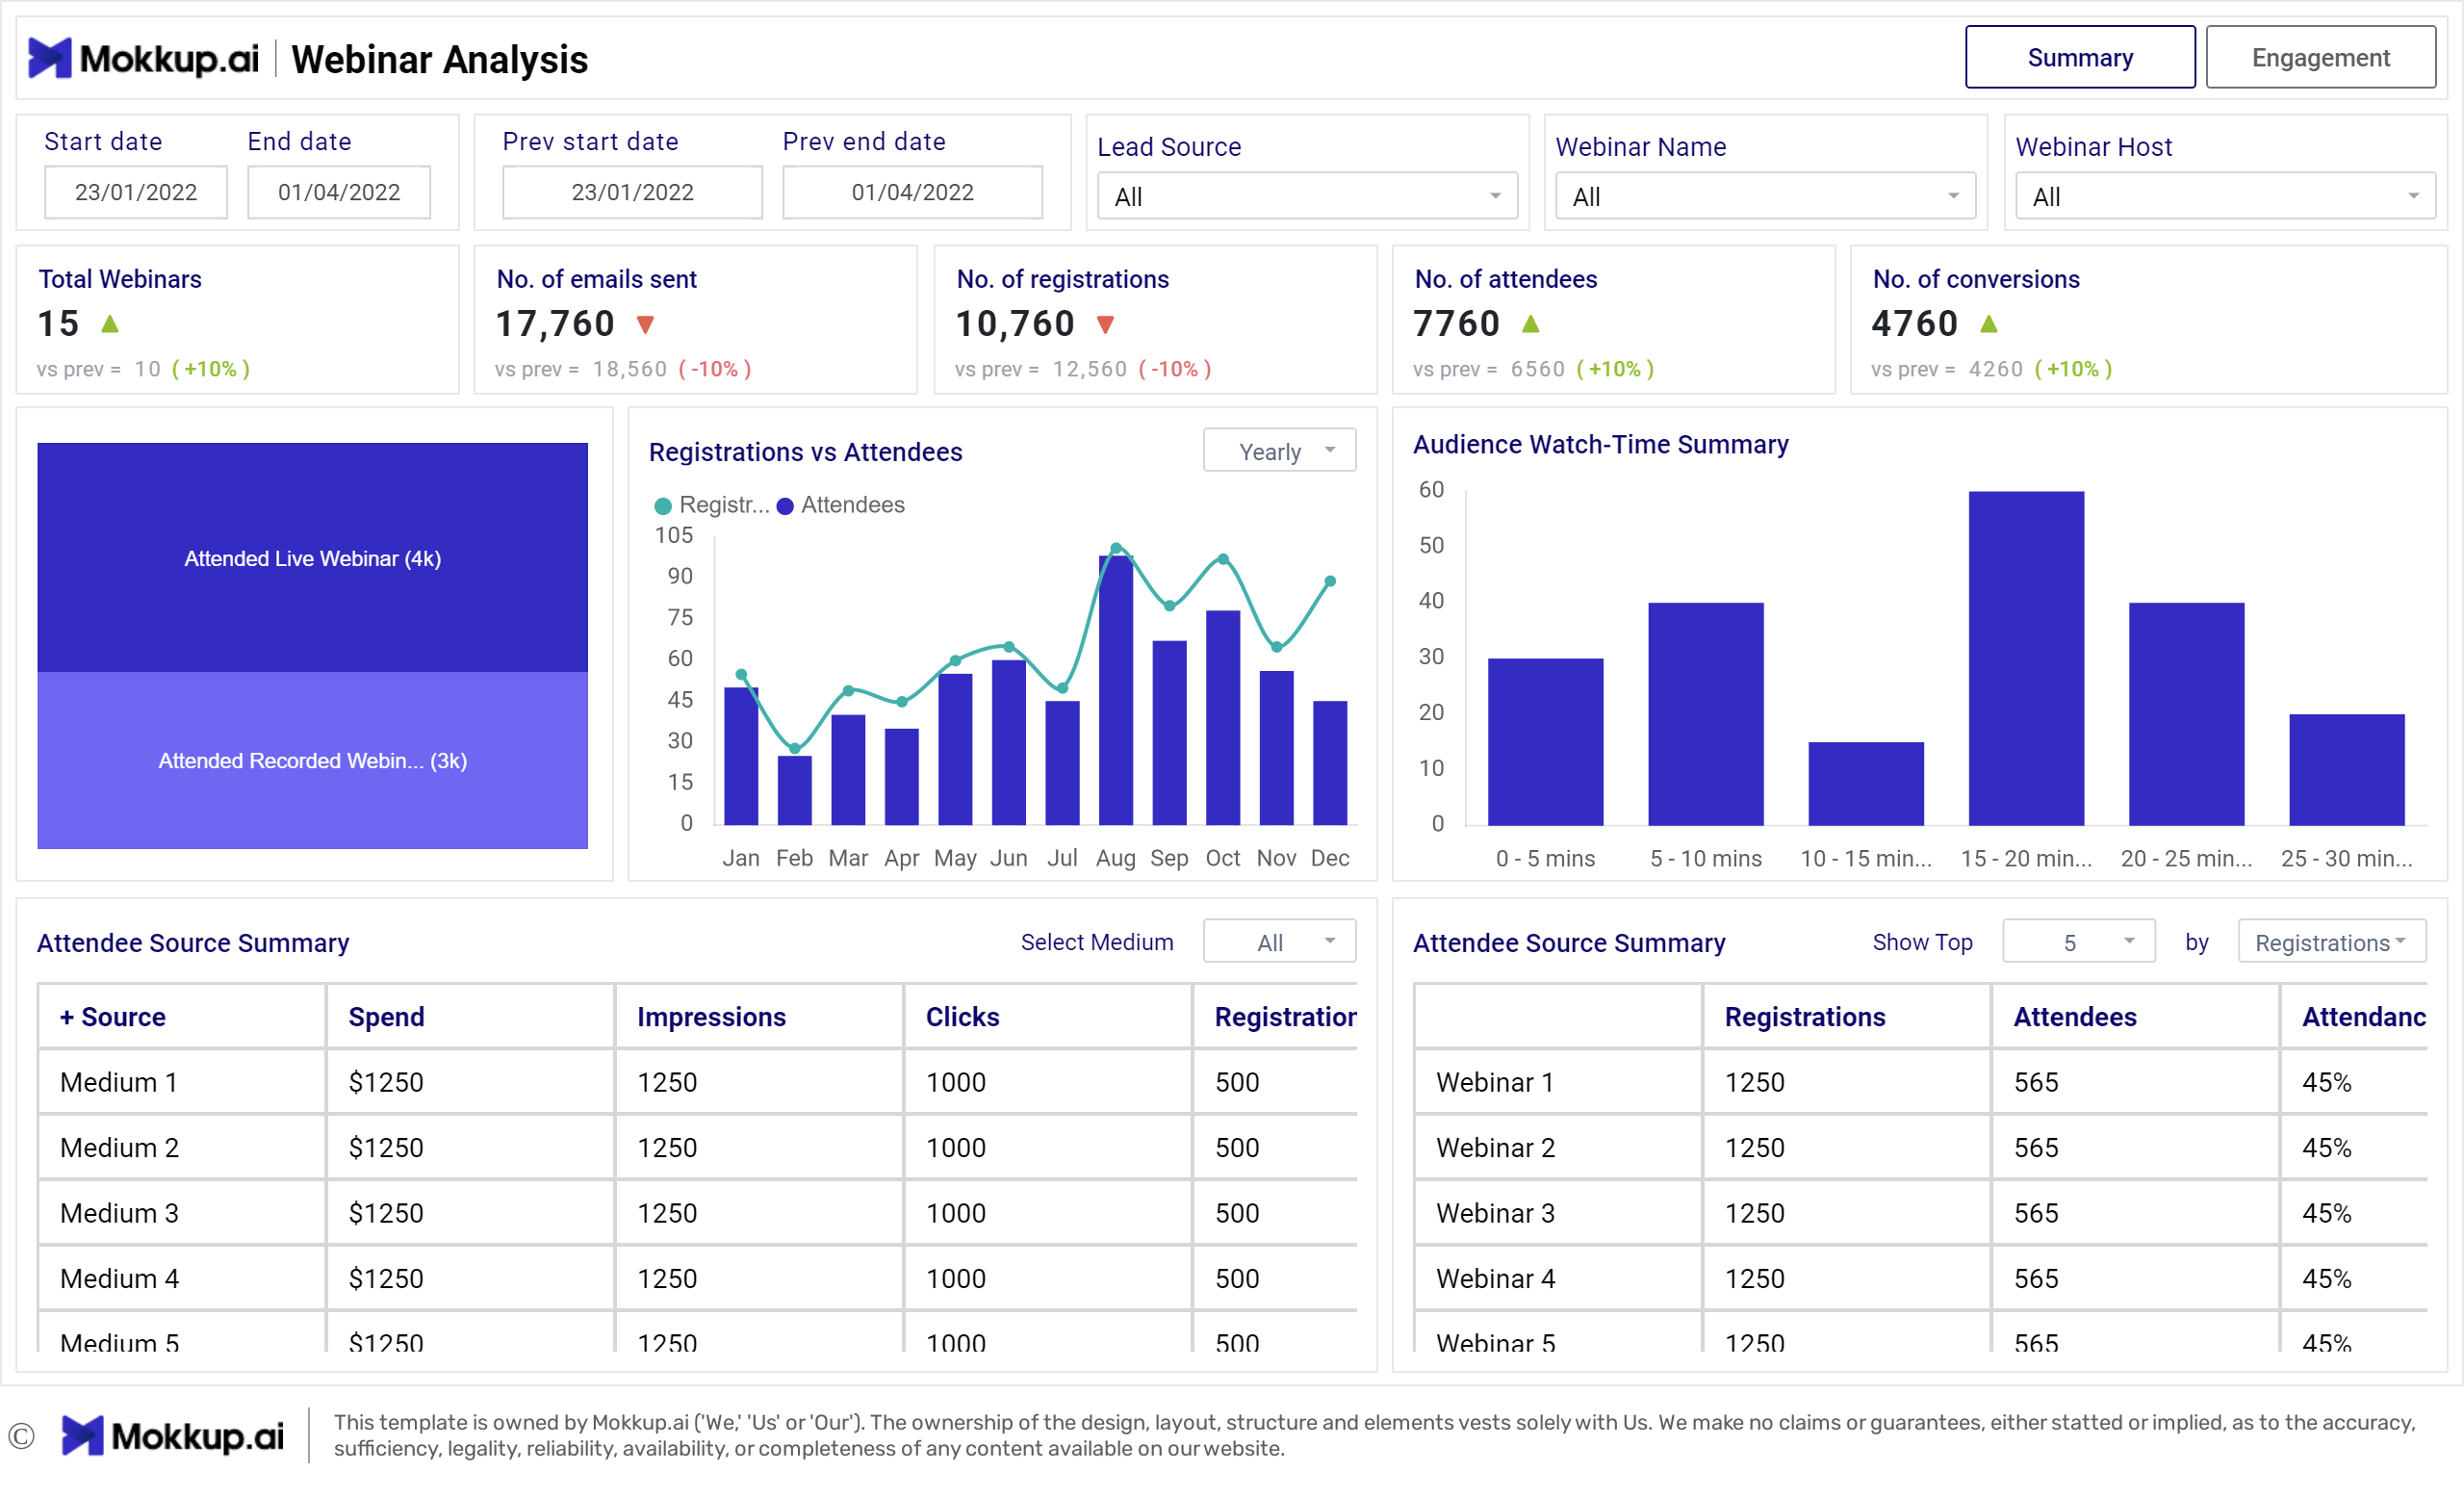 Mokkup.ai Webinar Analysis Summary Engagement
Start date End date Prev start date Prev end date Lead Source Webinar Name Webinar Host
23/01/2022 01/04/2022 23/01/2022 01/04/2022 All All All
Total Webinars
15
vs prev = 10 ( +10% )
No. of emails sent
17,760
vs prev = 18,560 ( -10% )
No. of registrations
10,760
vs prev = 12,560 ( -10% )
No. of attendees
7760
vs prev = 6560 ( +10% )
No. of conversions
4760
vs prev = 4260 ( +10% )
Attended Live Webinar (4k)
Attended Recorded Webin... (3k)
Registrations vs Attendees Yearly
Registr... Attendees
105
90
75
60
45
30
15
0
Jan Feb Mar Apr May Jun Jul Aug Sep Oct Nov Dec
Audience Watch-Time Summary
60
50
40
30
20
10
0
0 - 5 mins 5 - 10 mins 10 - 15 min... 15 - 20 min... 20 - 25 min... 25 - 30 min...
Attendee Source Summary Select Medium All
+ Source Spend Impressions Clicks Registration
Medium 1 $1250 1250 1000 500
Medium 2 $1250 1250 1000 500
Medium 3 $1250 1250 1000 500
Medium 4 $1250 1250 1000 500
Medium 5 $1250 1250 1000 500
Attendee Source Summary Show Top 5 by Registrations
Registrations Attendees Attendanc
Webinar 1 1250 565 45%
Webinar 2 1250 565 45%
Webinar 3 1250 565 45%
Webinar 4 1250 565 45%
Webinar 5 1250 565 45%
© Mokkup.ai
This template is owned by Mokkup.ai ('We,' 'Us' or 'Our'). The ownership of the design, layout, structure and elements vests solely with Us. We make no claims or guarantees, either statted or implied, as to the accuracy,
sufficiency, legality, reliability, availability, or completeness of any content available on our website.